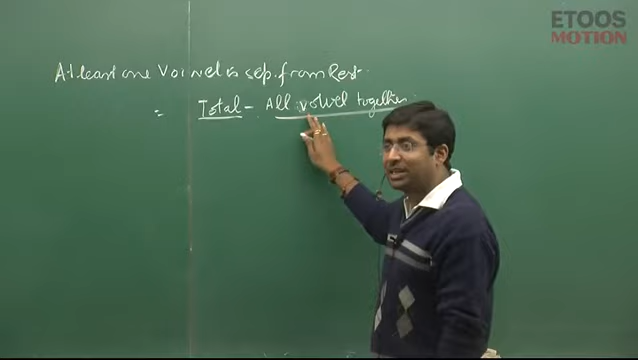 ETOOS
MOTION
At least one Vowel is sep. from Rest.
= Total - All vowel together.